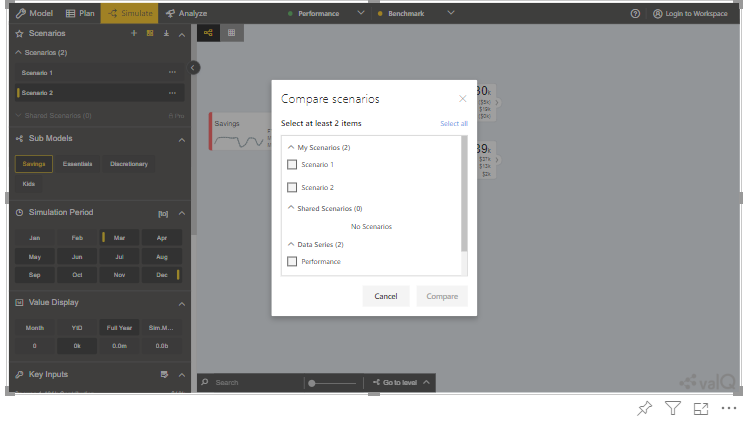 Model Plan Simulate Analyze Performance Benchmark Login to Workspace
Scenarios
Scenarios (2)
Scenario 1
Scenario 2
Shared Scenarios (0)
Sub Models
Savings Essentials Discretionary
Kids
Simulation Period
Jan Feb Mar Apr
May Jun Jul Aug
Sep Oct Nov Dec
Value Display
Month YTD Full Year Sim.M...
0 0k 0.0m 0.0b
Key Inputs
Savings
Compare scenarios
Select at least 2 items Select all
My Scenarios (2)
Scenario 1
Scenario 2
Shared Scenarios (0)
No Scenarios
Data Series (2)
Performance
Cancel Compare
Search Go to level
valQ